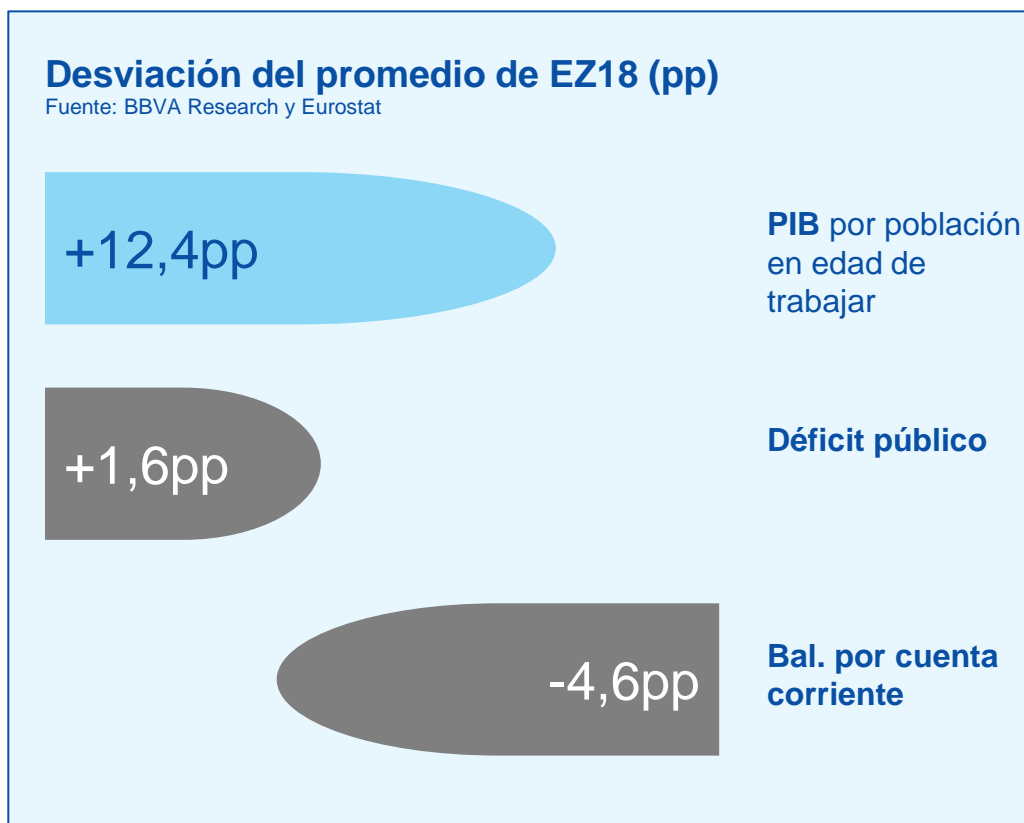 Desviación del promedio de EZ18 (pp)
Fuente: BBVA Research y Eurostat
+12,4pp
PIB por población
en edad de
trabajar
+1,6pp
Déficit público
-4,6pp
Bal. por cuenta
corriente